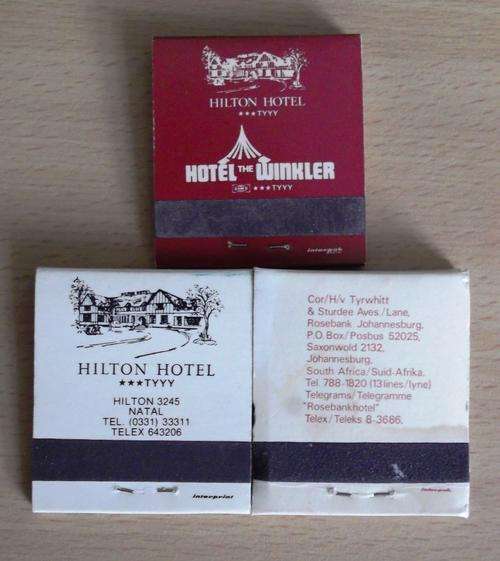 HILTON HOTEL
★★★TYYY
HOTEL THE WINKLER
★★★TYYY
interpak
HILTON HOTEL
★★★TYYY
HILTON 3245
NATAL
TEL. (0331) 33311
TELEX 643206
interprint
Cor/H/v Tyrwhitt
& Sturdee Aves./Lane,
Rosebank Johannesburg.
P.O. Box/Posbus 52025,
Saxonwold 2132,
Johannesburg,
South Africa/Suid-Afrika.
Tel. 788-1820 (13 lines/lyne)
Telegrams/Telegramme
"Rosebankhotel"
Telex/Teleks 8-3686.
interpak